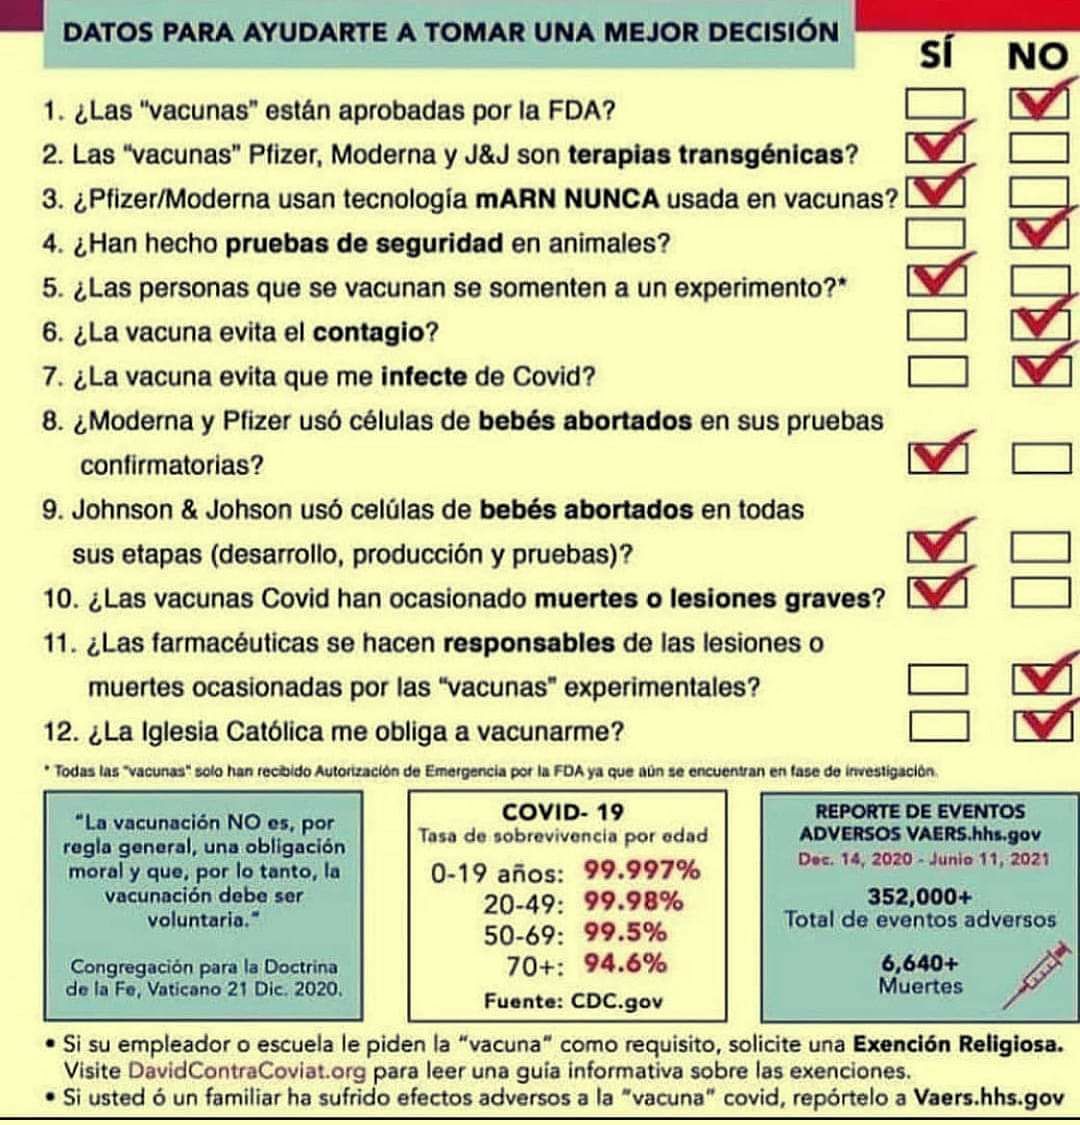 DATOS PARA AYUDARTE A TOMAR UNA MEJOR DECISIÓN
SÍ NO
1. ¿Las "vacunas" están aprobadas por la FDA?
2. Las "vacunas" Pfizer, Moderna y J&J son terapias transgénicas?
3. ¿Pfizer/Moderna usan tecnología mARN NUNCA usada en vacunas?
4. ¿Han hecho pruebas de seguridad en animales?
5. ¿Las personas que se vacunan se somenten a un experimento?*
6. ¿La vacuna evita el contagio?
7. ¿La vacuna evita que me infecte de Covid?
8. ¿Moderna y Pfizer usó células de bebés abortados en sus pruebas
confirmatorias?
9. Johnson & Johson usó celúlas de bebés abortados en todas
sus etapas (desarrollo, producción y pruebas)?
10. ¿Las vacunas Covid han ocasionado muertes o lesiones graves?
11. ¿Las farmacéuticas se hacen responsables de las lesiones o
muertes ocasionadas por las "vacunas" experimentales?
12. ¿La Iglesia Católica me obliga a vacunarme?
* Todas las "vacunas" solo han recibido Autorización de Emergencia por la FDA ya que aún se encuentran en fase de investigación.
"La vacunación NO es, por
regla general, una obligación
moral y que, por lo tanto, la
vacunación debe ser
voluntaria."
Congregación para la Doctrina
de la Fe, Vaticano 21 Dic. 2020.
COVID- 19
Tasa de sobrevivencia por edad
0-19 años: 99.997%
20-49: 99.98%
50-69: 99.5%
70+: 94.6%
Fuente: CDC.gov
REPORTE DE EVENTOS
ADVERSOS VAERS.hhs.gov
Dec. 14, 2020 - Junio 11, 2021
352,000+
Total de eventos adversos
6,640+
Muertes
• Si su empleador o escuela le piden la "vacuna" como requisito, solicite una Exención Religiosa.
Visite DavidContraCoviat.org para leer una guía informativa sobre las exenciones.
• Si usted ó un familiar ha sufrido efectos adversos a la "vacuna" covid, repórtelo a Vaers.hhs.gov